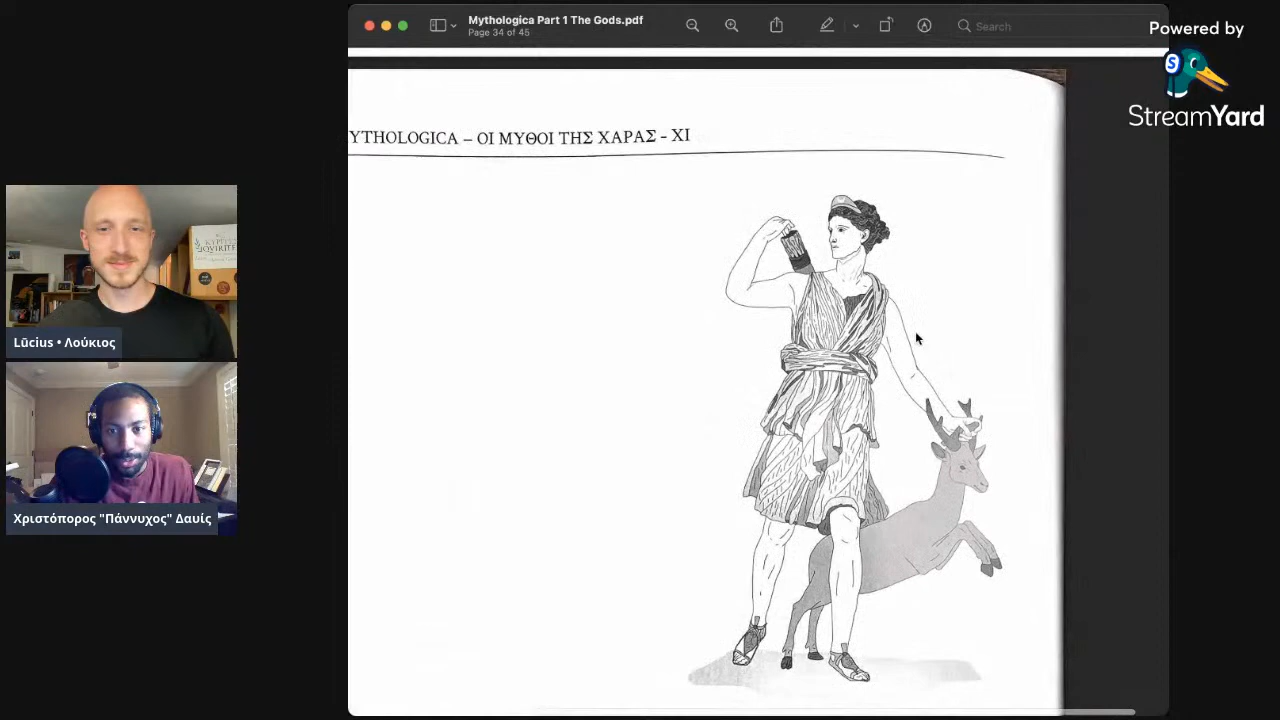 Mythologica Part 1 The Gods.pdf
Page 34 of 45
Search
Powered by
StreamYard
YTHOLOGICA – ΟΙ ΜΥΘΟΙ ΤΗΣ ΧΑΡΑΣ - XI
Lūcius • Λούκιος
Χριστόπορος "Πάννυχος" Δαυίς